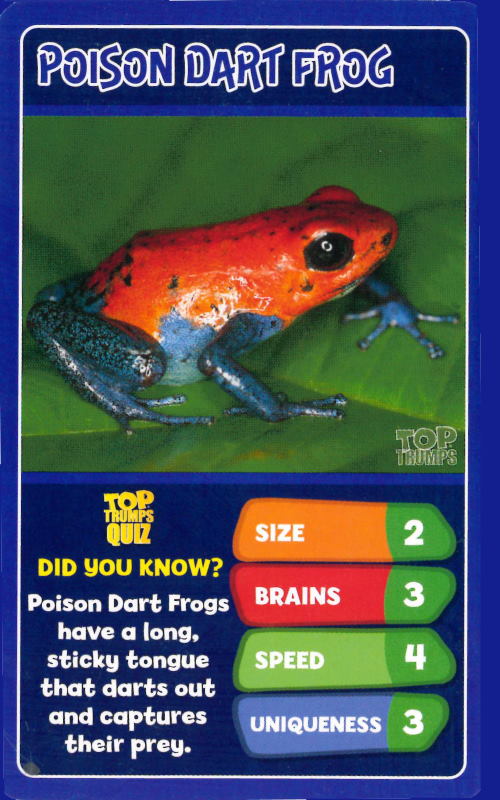 POISON DART FROG
TOP
TRUMPS
TOP
TRUMPS
QUIZ
DID YOU KNOW?
Poison Dart Frogs
have a long,
sticky tongue
that darts out
and captures
their prey.
SIZE 2
BRAINS 3
SPEED 4
UNIQUENESS 3